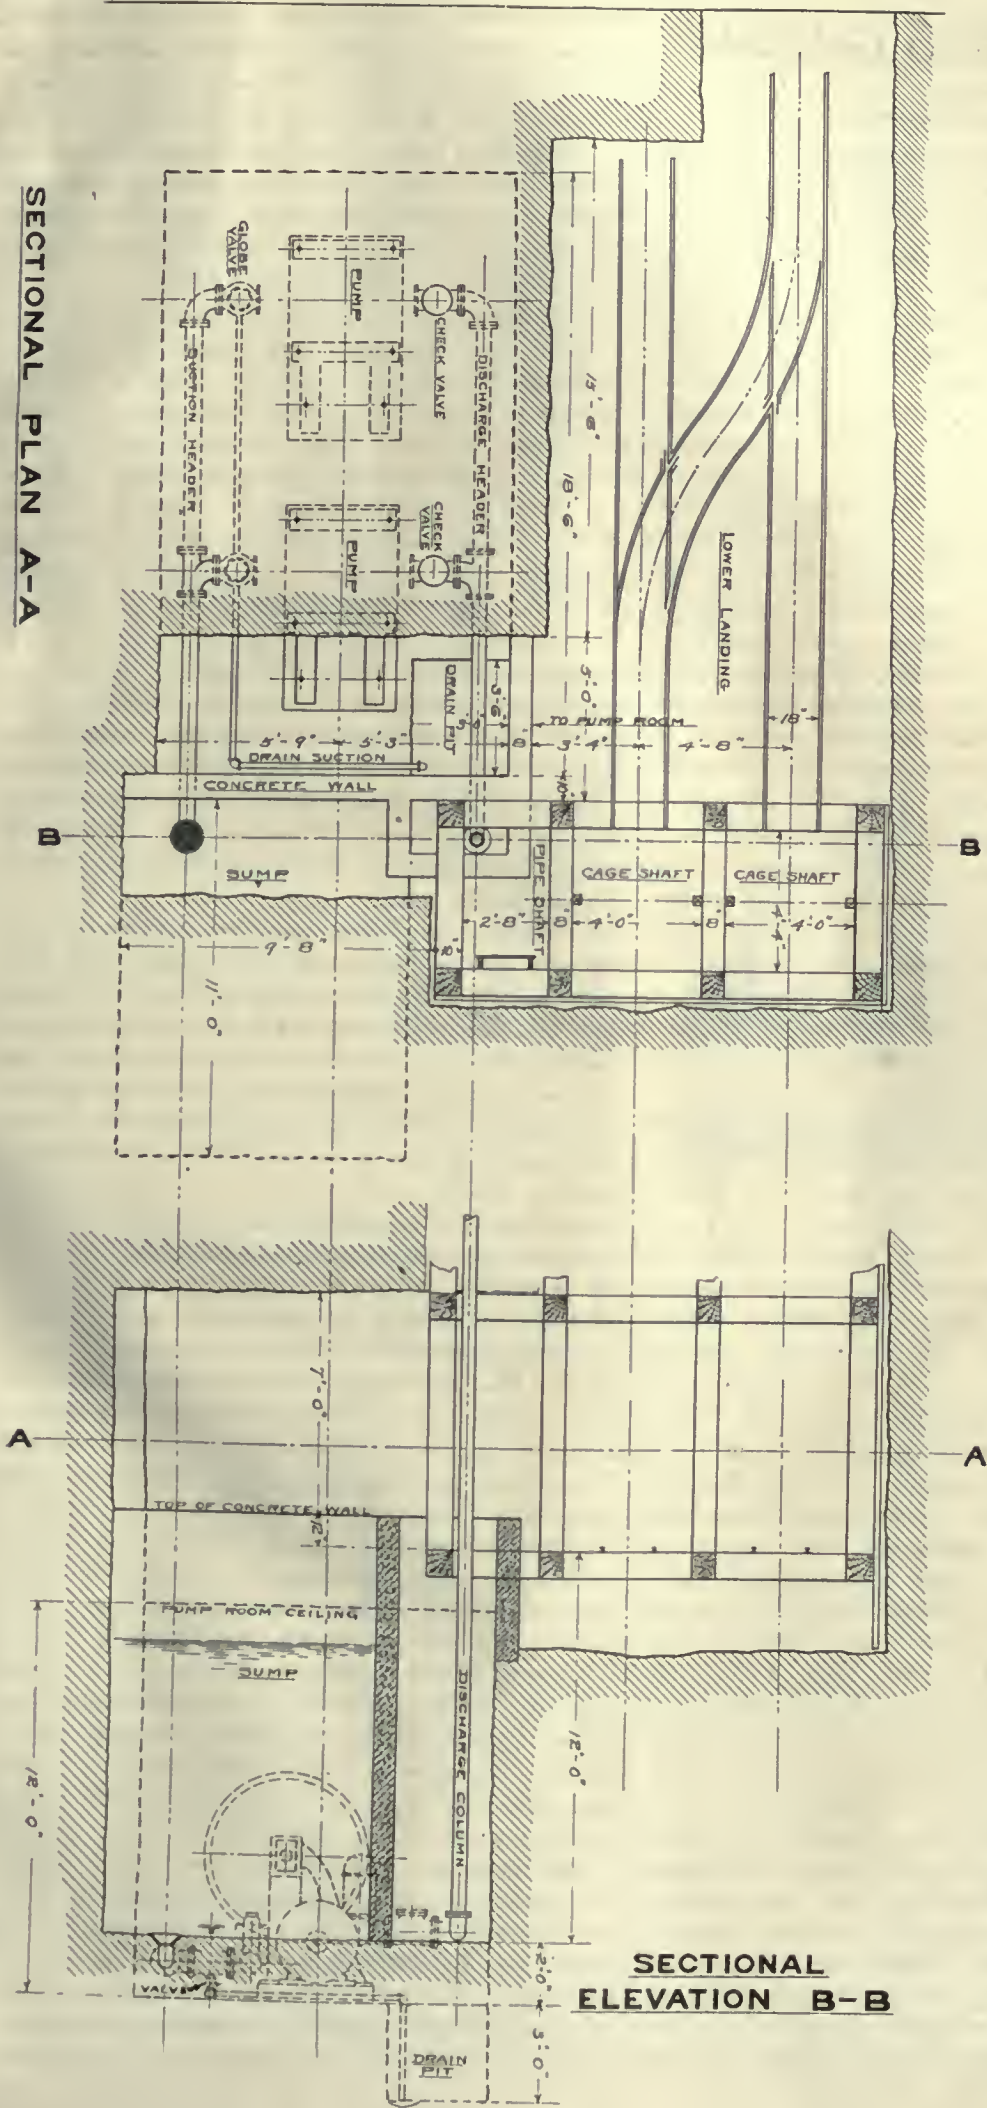 SECTIONAL PLAN A-A
GLOBE
VALVE
PUMP
CHECK VALVE
SUCTION HEADER
DISCHARGE HEADER
15'-6"
18'-6"
LOWER LANDING
PUMP
CHECK
VALVE
DRAIN PIT
3'-6"
5'-0"
TO PUMP ROOM
18"
5'-9"
5'-3"
8"
3'-4"
4'-8"
DRAIN SUCTION
CONCRETE WALL
10"
B
B
SUMP
PIPE SHAFT
CAGE SHAFT
CAGE SHAFT
9'-8"
10"
2'-8"
8"
4'-0"
8"
4'-4"
4'-0"
11'-0"
7'-0"
A
A
TOP OF CONCRETE WALL
12"
PUMP ROOM CEILING
SUMP
DISCHARGE COLUMN
12'-0"
12'-0"
VALVE
2'-0"
3'-0"
DRAIN
PIT
SECTIONAL
ELEVATION B-B